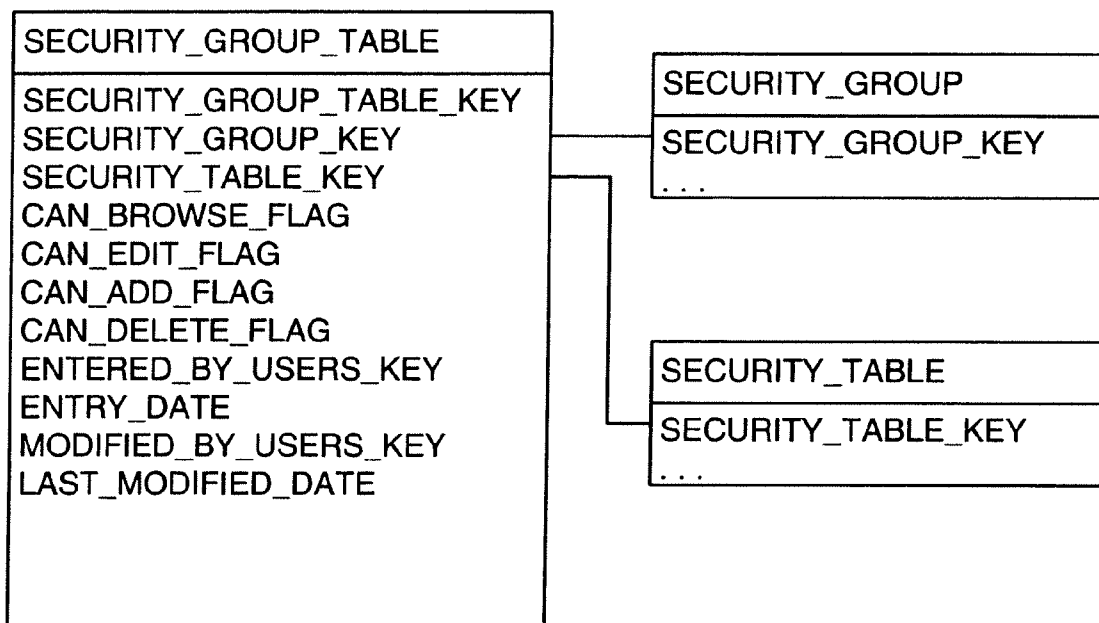 SECURITY_GROUP_TABLE
SECURITY_GROUP_TABLE_KEY
SECURITY_GROUP_KEY
SECURITY_TABLE_KEY
CAN_BROWSE_FLAG
CAN_EDIT_FLAG
CAN_ADD_FLAG
CAN_DELETE_FLAG
ENTERED_BY_USERS_KEY
ENTRY_DATE
MODIFIED_BY_USERS_KEY
LAST_MODIFIED_DATE
SECURITY_GROUP
SECURITY_GROUP_KEY
. . .
SECURITY_TABLE
SECURITY_TABLE_KEY
. . .